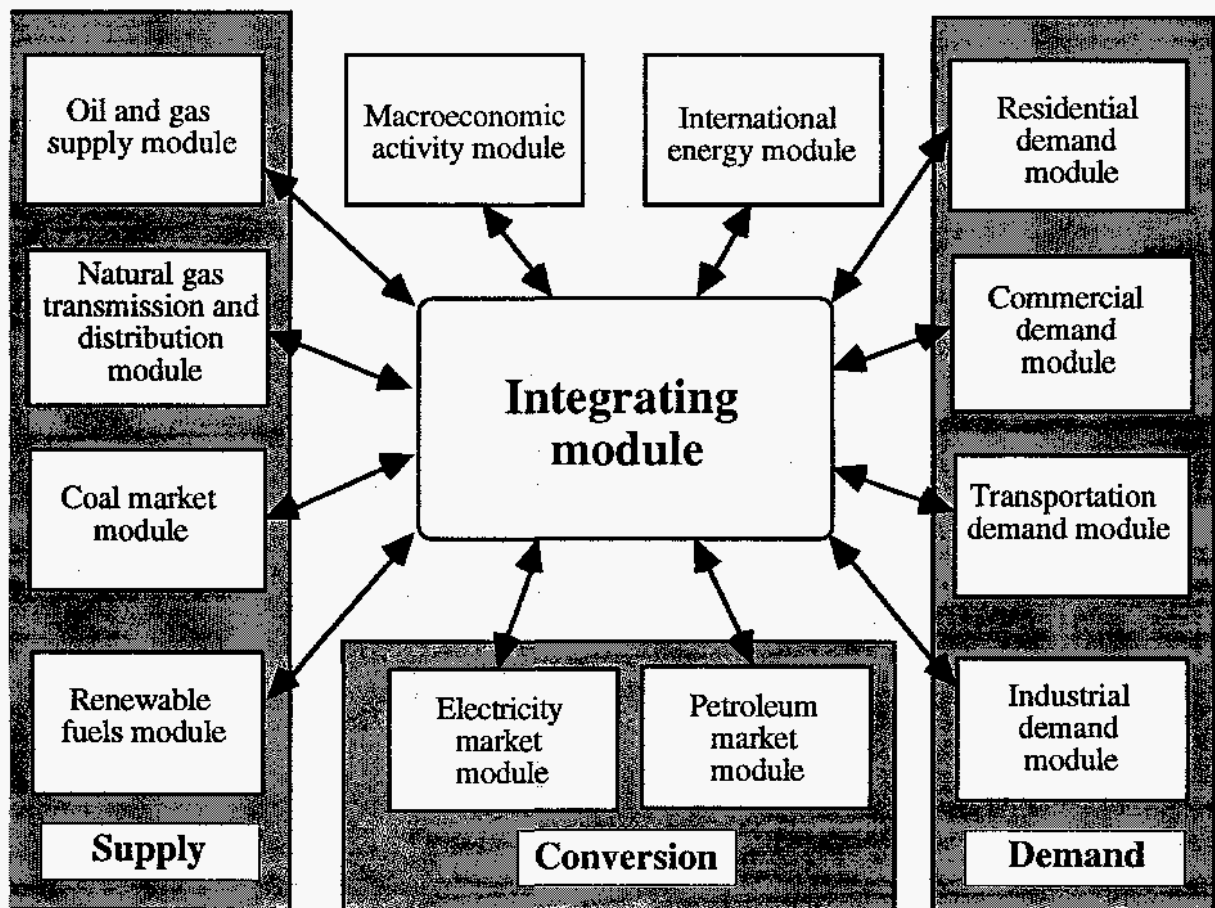 Oil and gas
supply module
Natural gas
transmission and
distribution
module
Coal market
module
Renewable
fuels module
Supply
Macroeconomic
activity module
International
energy module
Integrating
module
Electricity
market
module
Petroleum
market
module
Conversion
Residential
demand
module
Commercial
demand
module
Transportation
demand module
Industrial
demand
module
Demand